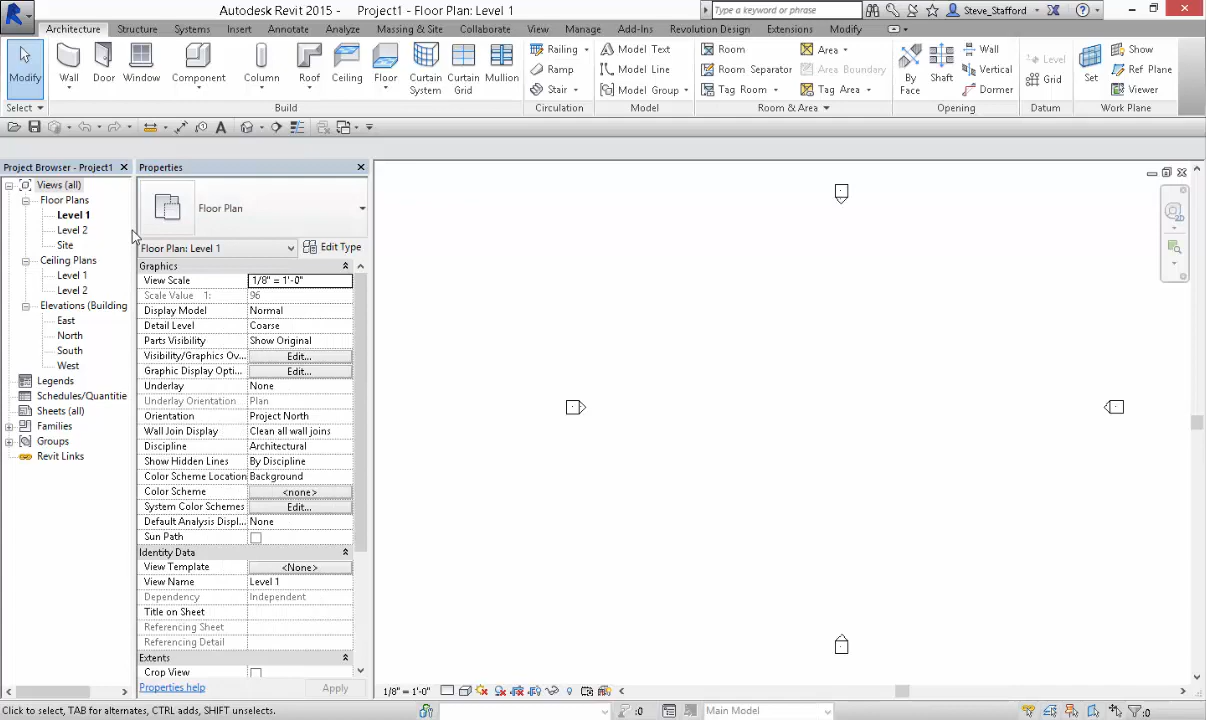 Autodesk Revit 2015 - Project1 - Floor Plan: Level 1
Type a keyword or phrase
Steve_Stafford
Architecture Structure Systems Insert Annotate Analyze Massing & Site Collaborate View Manage Add-Ins Revolution Design Extensions Modify
Modify Wall Door Window Component Column Roof Ceiling Floor Curtain System Curtain Grid Mullion
Railing Model Text Room Area By Face Shaft Wall Level Set Show
Ramp Model Line Room Separator Area Boundary Vertical Grid Ref Plane
Stair Model Group Tag Room Tag Area Dormer Viewer
Select Build Circulation Model Room & Area Opening Datum Work Plane
Project Browser - Project1
Views (all)
Floor Plans
Level 1
Level 2
Site
Ceiling Plans
Level 1
Level 2
Elevations (Building
East
North
South
West
Legends
Schedules/Quantitie
Sheets (all)
Families
Groups
Revit Links
Properties
Floor Plan
Floor Plan: Level 1 Edit Type
Graphics
View Scale 1/8" = 1'-0"
Scale Value 1: 96
Display Model Normal
Detail Level Coarse
Parts Visibility Show Original
Visibility/Graphics Ov... Edit...
Graphic Display Opti... Edit...
Underlay None
Underlay Orientation Plan
Orientation Project North
Wall Join Display Clean all wall joins
Discipline Architectural
Show Hidden Lines By Discipline
Color Scheme Location Background
Color Scheme <none>
System Color Schemes Edit...
Default Analysis Displ... None
Sun Path
Identity Data
View Template <None>
View Name Level 1
Dependency Independent
Title on Sheet
Referencing Sheet
Referencing Detail
Extents
Crop View
Properties help Apply
1/8" = 1'-0"
Click to select, TAB for alternates, CTRL adds, SHIFT unselects.
:0 Main Model :0